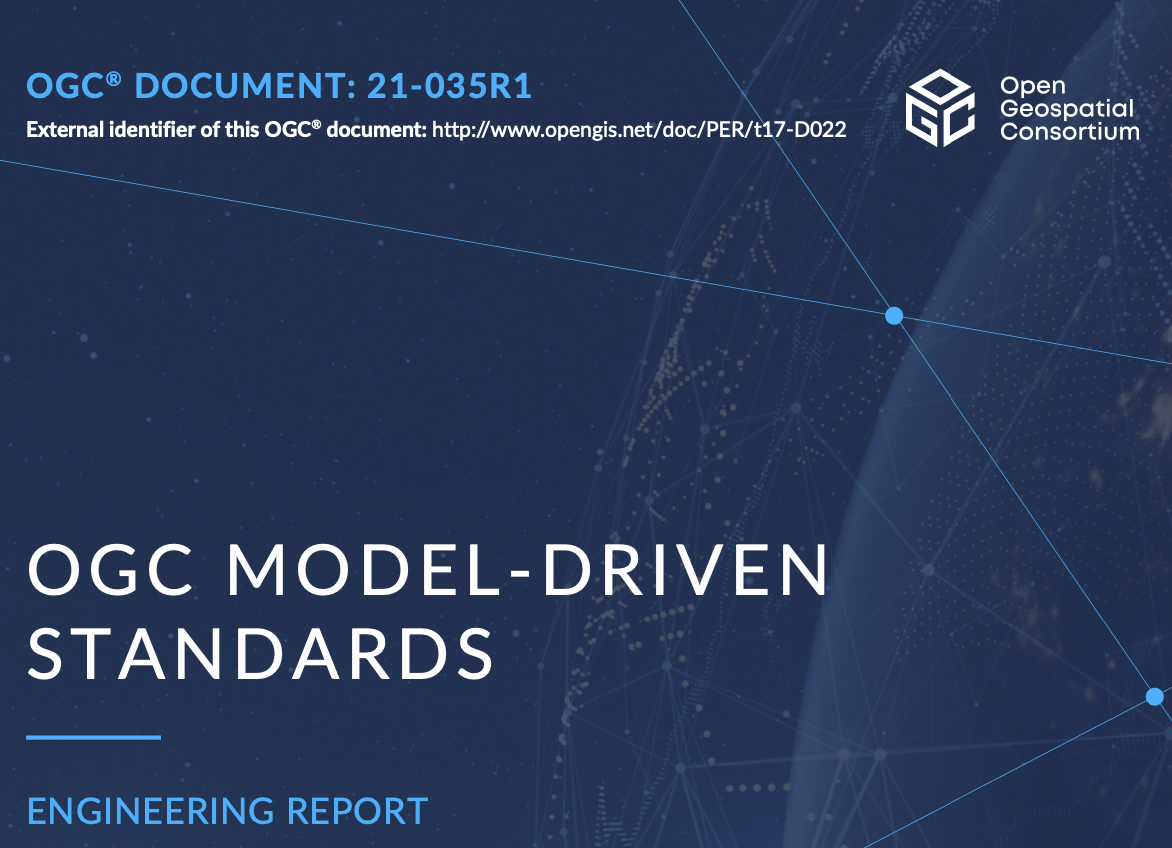 OGC® DOCUMENT: 21-035R1
External identifier of this OGC® document: http://www.opengis.net/doc/PER/t17-D022
OGC
Open
Geospatial
Consortium
OGC MODEL-DRIVEN
STANDARDS
ENGINEERING REPORT